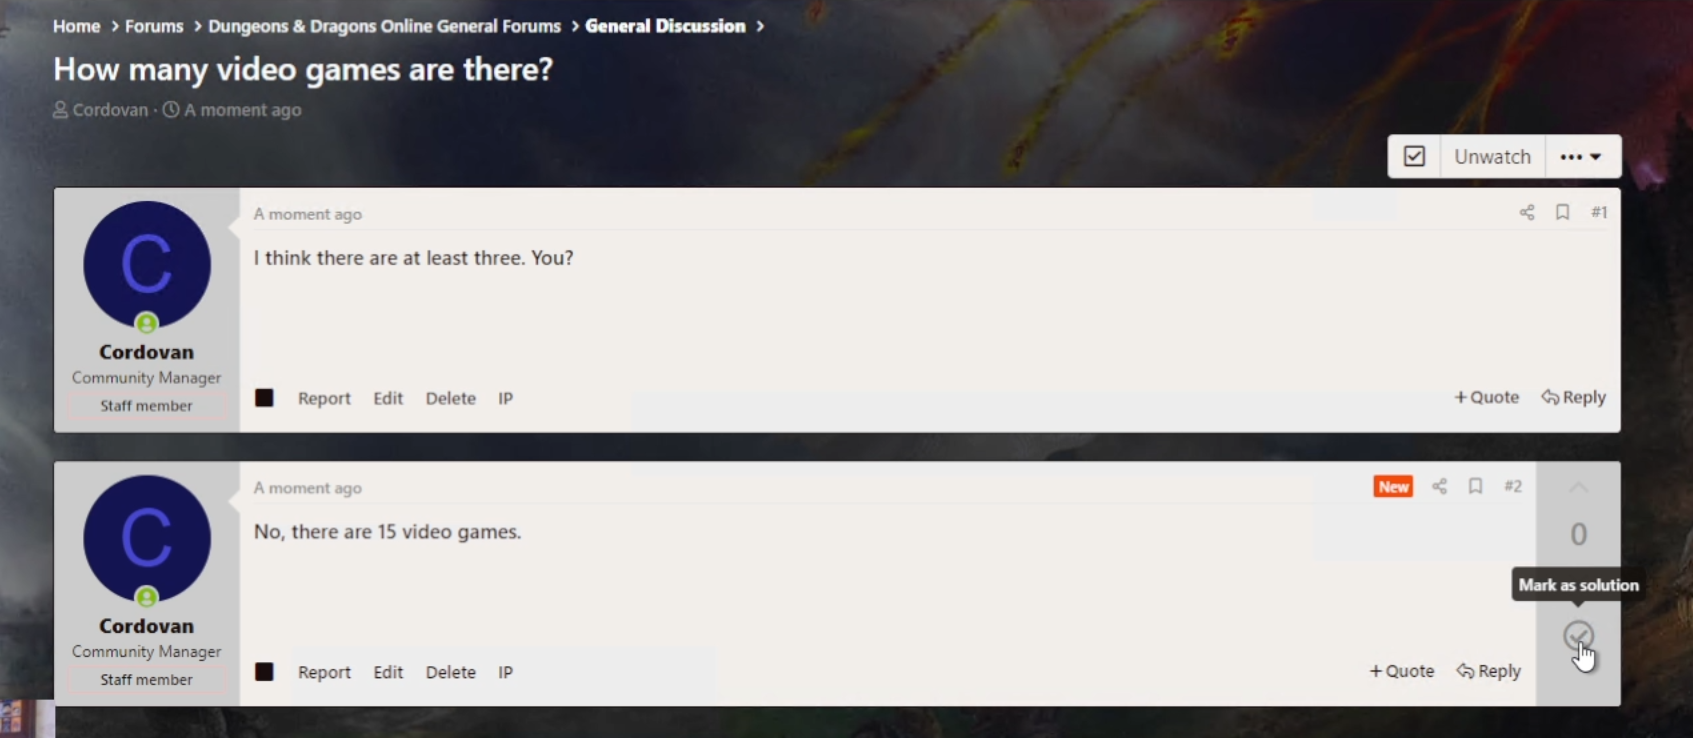 Home > Forums > Dungeons & Dragons Online General Forums > General Discussion >
How many video games are there?
Cordovan · A moment ago
Unwatch
A moment ago
#1
I think there are at least three. You?
C
Cordovan
Community Manager
Staff member
Report Edit Delete IP
+Quote Reply
A moment ago
New #2
No, there are 15 video games.
0
Mark as solution
C
Cordovan
Community Manager
Staff member
Report Edit Delete IP
+Quote Reply